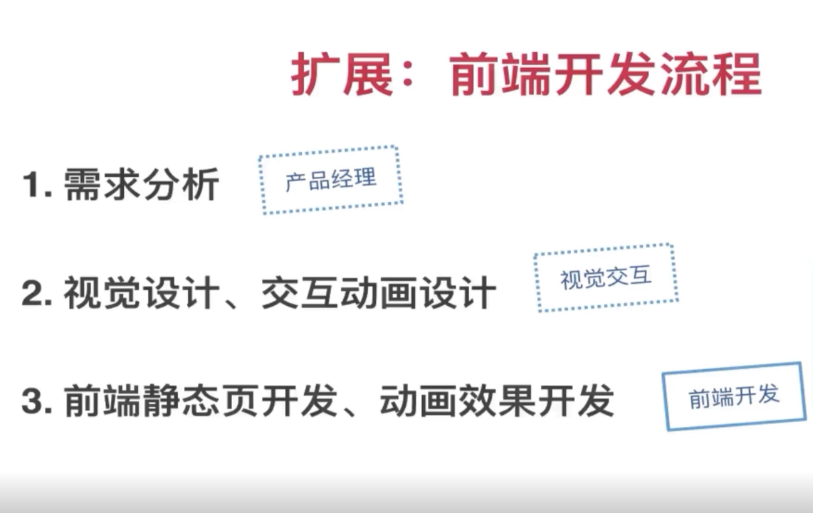 扩展：前端开发流程
1. 需求分析
产品经理
2. 视觉设计、交互动画设计
视觉交互
3. 前端静态页开发、动画效果开发
前端开发